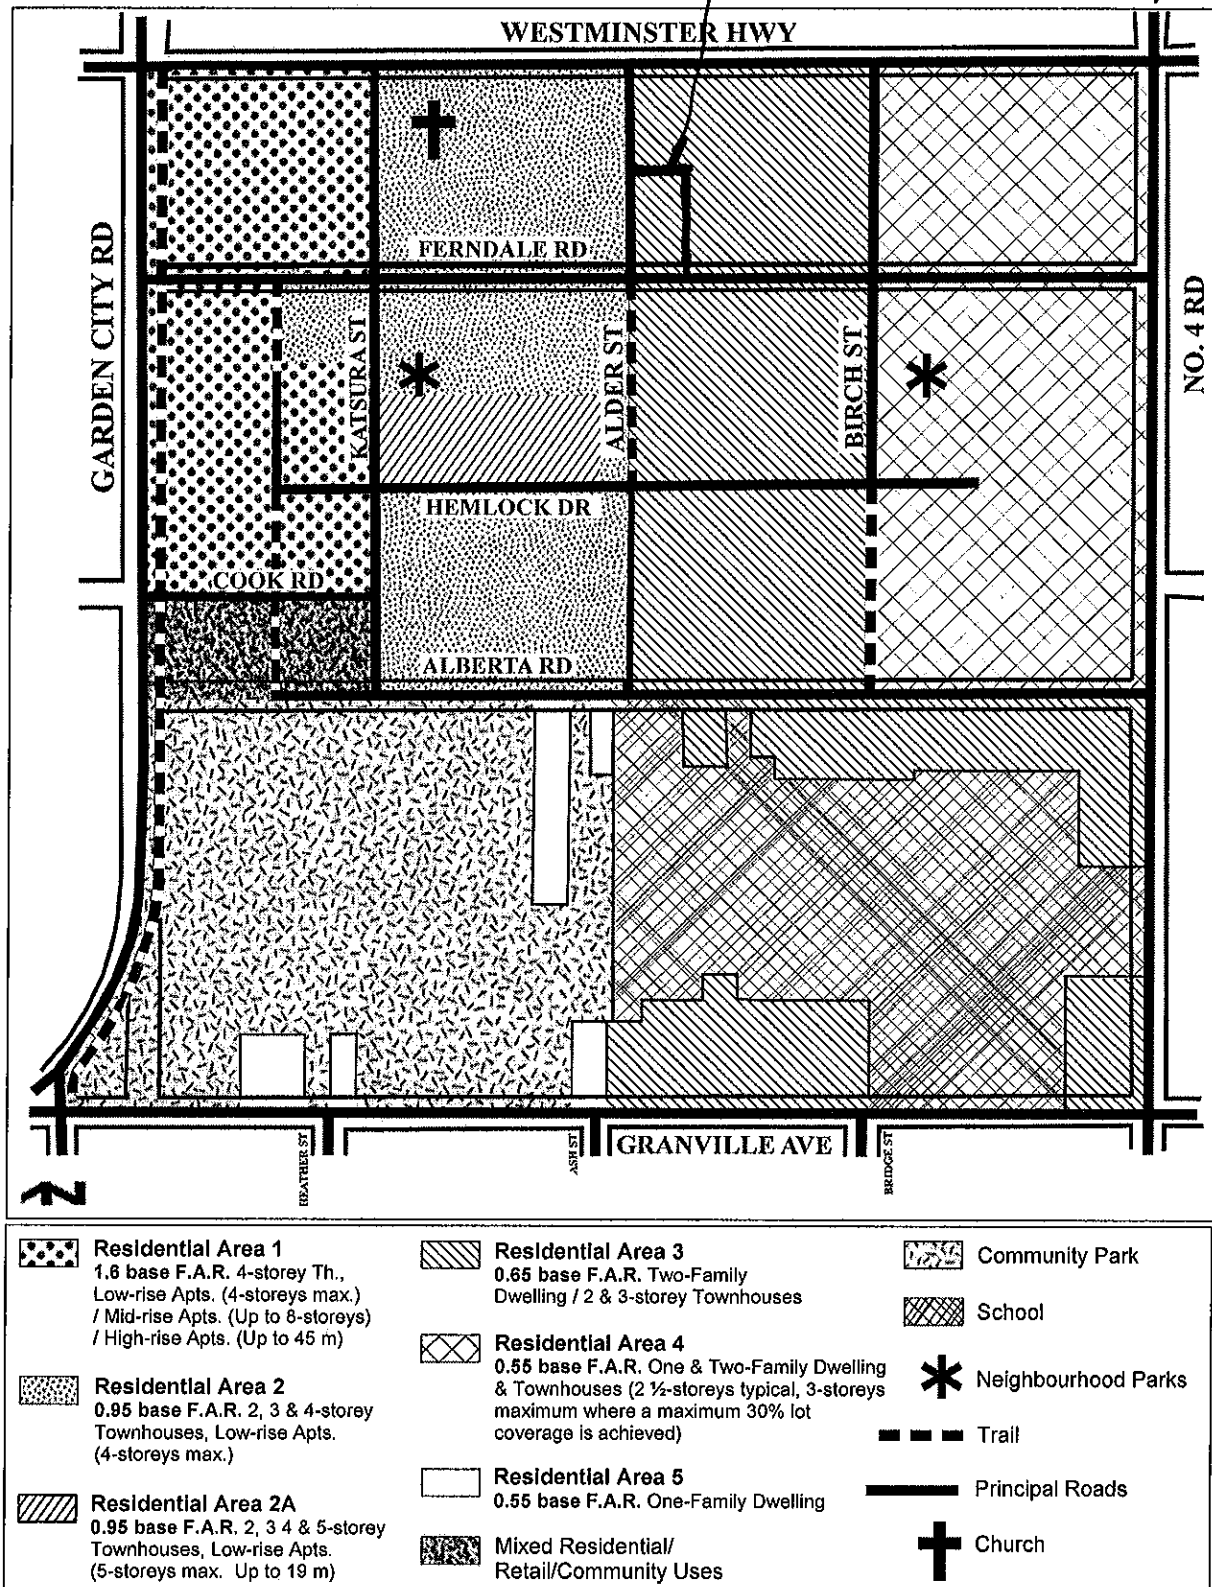 WESTMINSTER HWY
GARDEN CITY RD
FERNDALE RD
KATSURA ST
ALDER ST
BIRCH ST
NO. 4 RD
HEMLOCK DR
COOK RD
ALBERTA RD
HEATHER ST
ASH ST
GRANVILLE AVE
BRIDGE ST
N
Residential Area 1
1.6 base F.A.R. 4-storey Th.,
Low-rise Apts. (4-storeys max.)
/ Mid-rise Apts. (Up to 8-storeys)
/ High-rise Apts. (Up to 45 m)
Residential Area 2
0.95 base F.A.R. 2, 3 & 4-storey
Townhouses, Low-rise Apts.
(4-storeys max.)
Residential Area 2A
0.95 base F.A.R. 2, 3 4 & 5-storey
Townhouses, Low-rise Apts.
(5-storeys max. Up to 19 m)
Residential Area 3
0.65 base F.A.R. Two-Family
Dwelling / 2 & 3-storey Townhouses
Residential Area 4
0.55 base F.A.R. One & Two-Family Dwelling
& Townhouses (2 ½-storeys typical, 3-storeys
maximum where a maximum 30% lot
coverage is achieved)
Residential Area 5
0.55 base F.A.R. One-Family Dwelling
Mixed Residential/
Retail/Community Uses
Community Park
School
Neighbourhood Parks
Trail
Principal Roads
Church